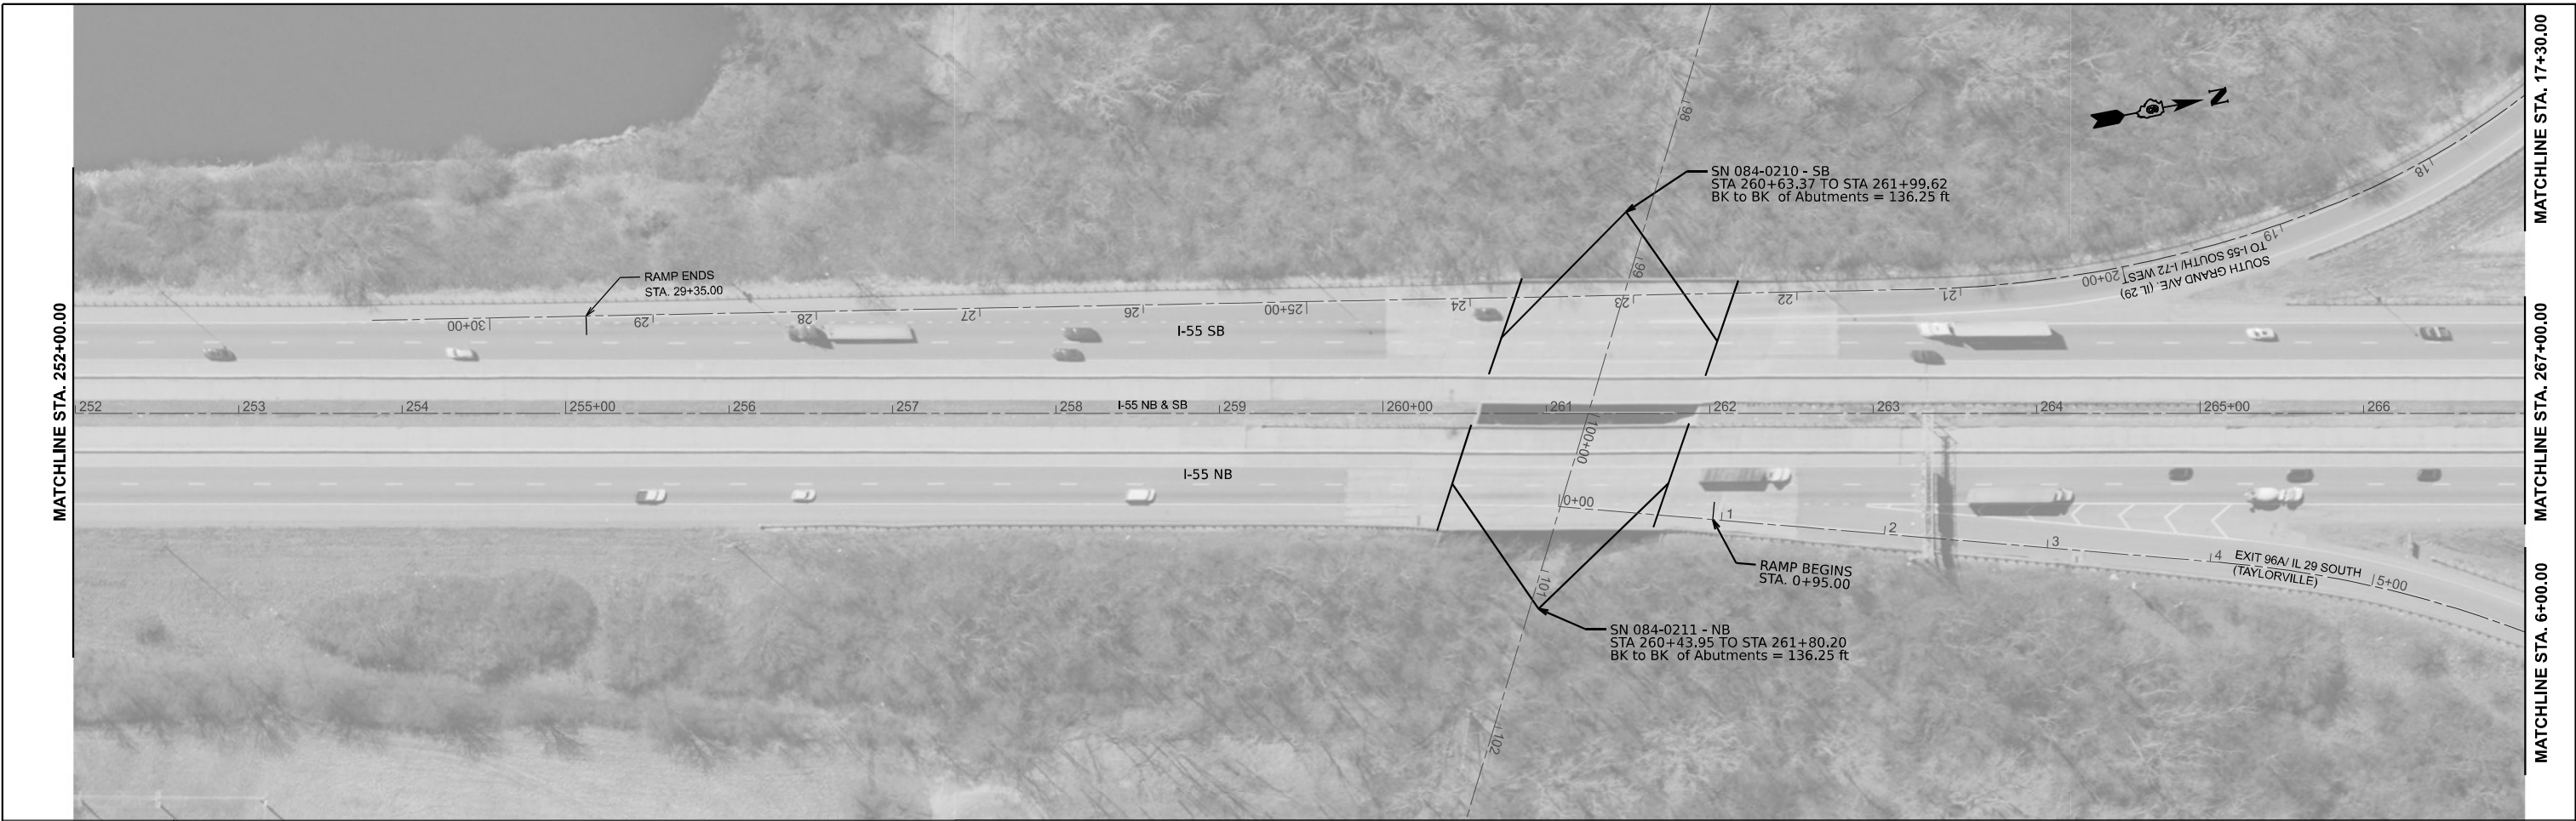 MATCHLINE STA. 252+00.00
MATCHLINE STA. 17+30.00
MATCHLINE STA. 267+00.00
MATCHLINE STA. 6+00.00
N
98
SN 084-0210 - SB
STA 260+63.37 TO STA 261+99.62
BK to BK of Abutments = 136.25 ft
99
18
19
SOUTH GRAND AVE. (IL 29)
TO I-55 SOUTH/ I-72 WEST
RAMP ENDS
STA. 29+35.00
30+00
29
28
27
26
25+00
24
23
22
21
20+00
I-55 SB
252
253
254
255+00
256
257
258
I-55 NB & SB
259
260+00
261
262
263
264
265+00
266
100+00
I-55 NB
0+00
1
2
3
4
EXIT 96A/ IL 29 SOUTH
(TAYLORVILLE)
5+00
RAMP BEGINS
STA. 0+95.00
101
SN 084-0211 - NB
STA 260+43.95 TO STA 261+80.20
BK to BK of Abutments = 136.25 ft
102